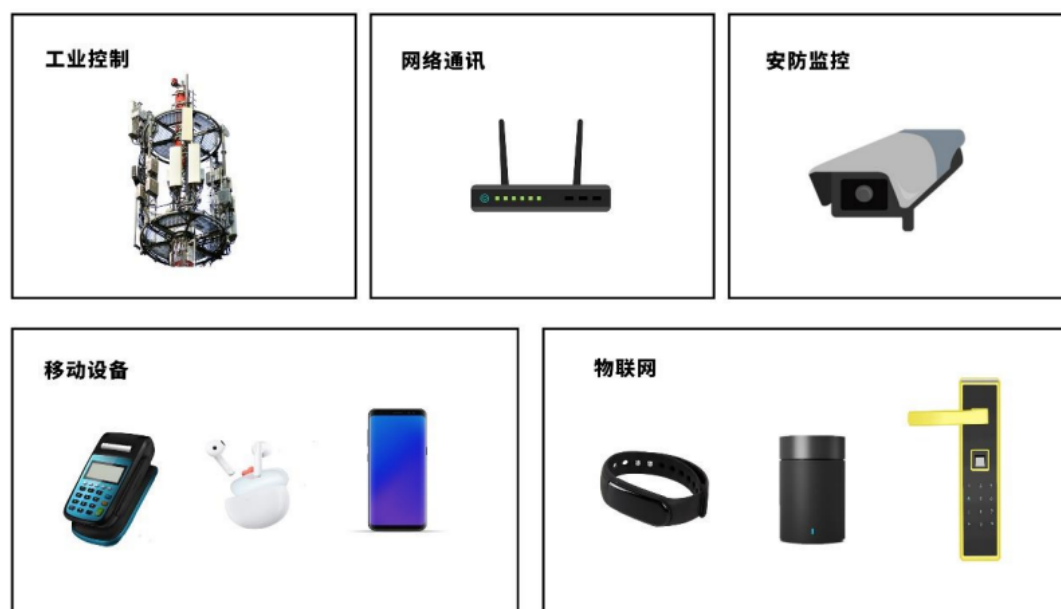 工业控制
网络通讯
安防监控
移动设备
物联网